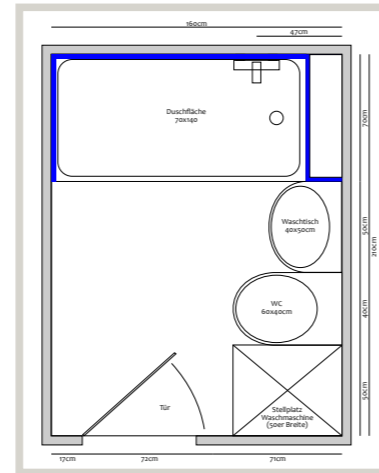 160cm
47cm
Duschfläche
70x140
70cm
Waschtisch
40x50cm
50cm
210cm
WC
60x40cm
40cm
Tür
Stellplatz
Waschmaschine
(50er Breite)
50cm
17cm
72cm
71cm